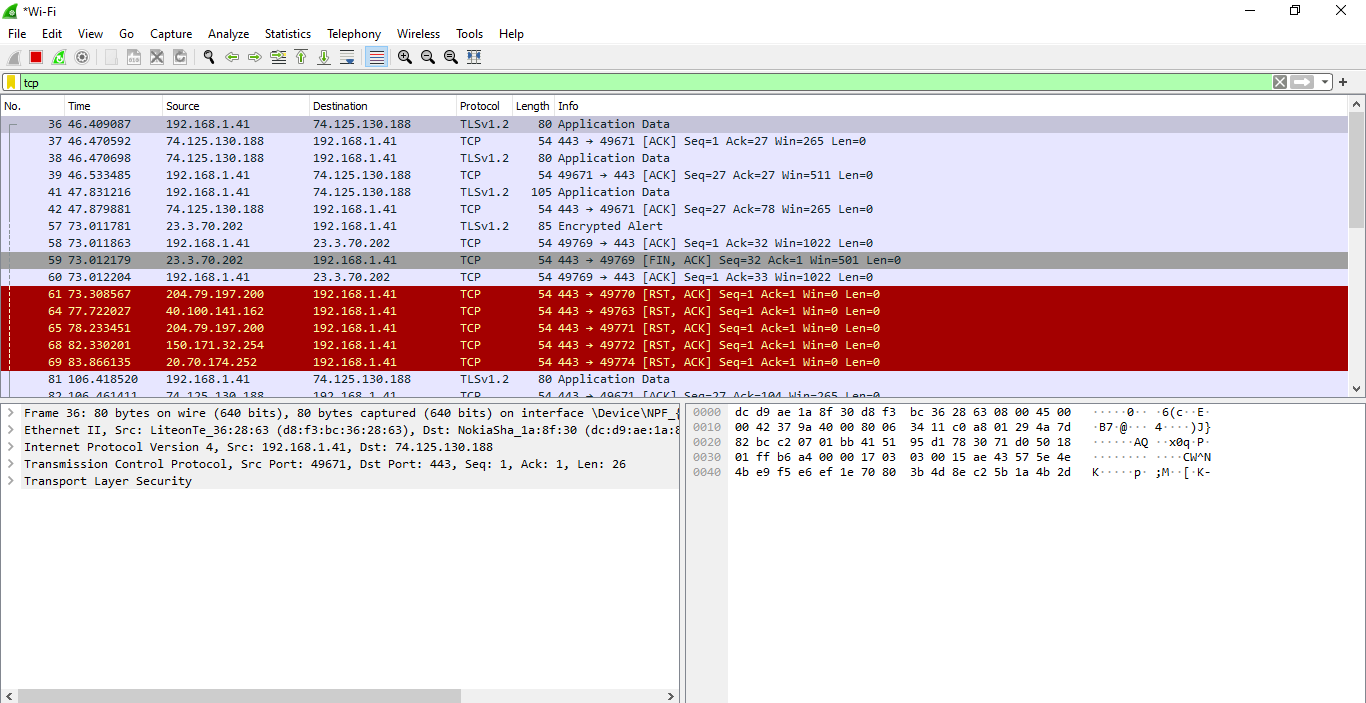 *Wi-Fi
File Edit View Go Capture Analyze Statistics Telephony Wireless Tools Help
tcp
No. Time Source Destination Protocol Length Info
36 46.409087 192.168.1.41 74.125.130.188 TLSv1.2 80 Application Data
37 46.470592 74.125.130.188 192.168.1.41 TCP 54 443 → 49671 [ACK] Seq=1 Ack=27 Win=265 Len=0
38 46.470698 74.125.130.188 192.168.1.41 TLSv1.2 80 Application Data
39 46.533485 192.168.1.41 74.125.130.188 TCP 54 49671 → 443 [ACK] Seq=27 Ack=27 Win=511 Len=0
41 47.831216 192.168.1.41 74.125.130.188 TLSv1.2 105 Application Data
42 47.879881 74.125.130.188 192.168.1.41 TCP 54 443 → 49671 [ACK] Seq=27 Ack=78 Win=265 Len=0
57 73.011781 23.3.70.202 192.168.1.41 TLSv1.2 85 Encrypted Alert
58 73.011863 192.168.1.41 23.3.70.202 TCP 54 49769 → 443 [ACK] Seq=1 Ack=32 Win=1022 Len=0
59 73.012179 23.3.70.202 192.168.1.41 TCP 54 443 → 49769 [FIN, ACK] Seq=32 Ack=1 Win=501 Len=0
60 73.012204 192.168.1.41 23.3.70.202 TCP 54 49769 → 443 [ACK] Seq=1 Ack=33 Win=1022 Len=0
61 73.308567 204.79.197.200 192.168.1.41 TCP 54 443 → 49770 [RST, ACK] Seq=1 Ack=1 Win=0 Len=0
64 77.722027 40.100.141.162 192.168.1.41 TCP 54 443 → 49763 [RST, ACK] Seq=1 Ack=1 Win=0 Len=0
65 78.233451 204.79.197.200 192.168.1.41 TCP 54 443 → 49771 [RST, ACK] Seq=1 Ack=1 Win=0 Len=0
68 82.330201 150.171.32.254 192.168.1.41 TCP 54 443 → 49772 [RST, ACK] Seq=1 Ack=1 Win=0 Len=0
69 83.866135 20.70.174.252 192.168.1.41 TCP 54 443 → 49774 [RST, ACK] Seq=1 Ack=1 Win=0 Len=0
81 106.418520 192.168.1.41 74.125.130.188 TLSv1.2 80 Application Data
82 106.461411 74.125.130.188 192.168.1.41 TCP 54 443 → 49671 [ACK] Seq=27 Ack=104 Win=265 Len=0
Frame 36: 80 bytes on wire (640 bits), 80 bytes captured (640 bits) on interface \Device\NPF_{
Ethernet II, Src: LiteonTe_36:28:63 (d8:f3:bc:36:28:63), Dst: NokiaSha_1a:8f:30 (dc:d9:ae:1a:8
Internet Protocol Version 4, Src: 192.168.1.41, Dst: 74.125.130.188
Transmission Control Protocol, Src Port: 49671, Dst Port: 443, Seq: 1, Ack: 1, Len: 26
Transport Layer Security
0000 dc d9 ae 1a 8f 30 d8 f3 bc 36 28 63 08 00 45 00 ·····0·· ·6(c··E·
0010 00 42 37 9a 40 00 80 06 34 11 c0 a8 01 29 4a 7d ·B7·@··· 4····)J}
0020 82 bc c2 07 01 bb 41 51 95 d1 78 30 71 d0 50 18 ······AQ ··x0q·P·
0030 01 ff b6 a4 00 00 17 03 03 00 15 ae 43 57 5e 4e ········ ····CW^N
0040 4b e9 f5 e6 ef 1e 70 80 3b 4d 8e c2 5b 1a 4b 2d K·····p· ;M··[·K-